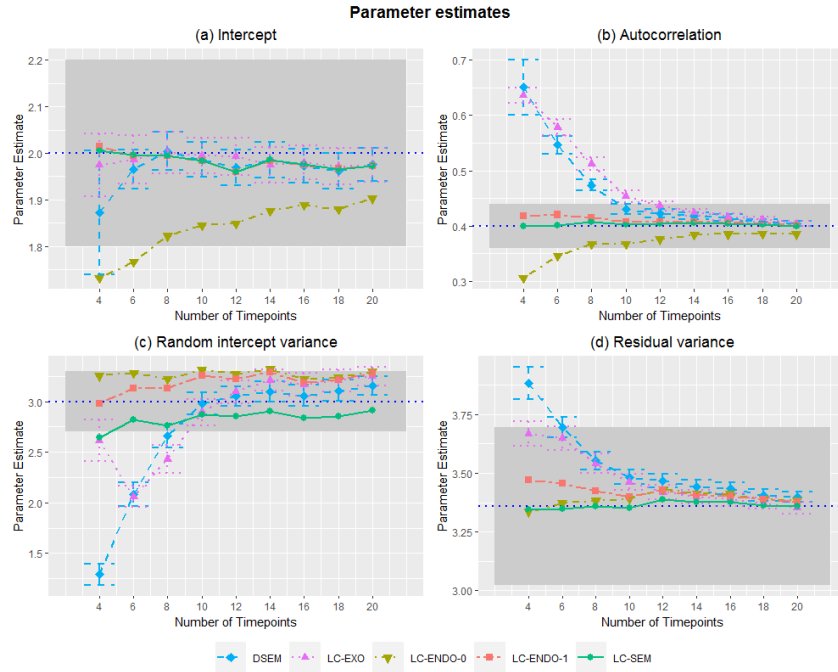 Parameter estimates
(a) Intercept
(b) Autocorrelation
Parameter Estimate
2.2
2.1
2.0
1.9
1.8
4 6 8 10 12 14 16 18 20
Number of Timepoints
Parameter Estimate
0.7
0.6
0.5
0.4
0.3
4 6 8 10 12 14 16 18 20
Number of Timepoints
(c) Random intercept variance
(d) Residual variance
Parameter Estimate
3.0
2.5
2.0
1.5
4 6 8 10 12 14 16 18 20
Number of Timepoints
Parameter Estimate
3.75
3.50
3.25
3.00
4 6 8 10 12 14 16 18 20
Number of Timepoints
DSEM LC-EXO LC-ENDO-0 LC-ENDO-1 LC-SEM